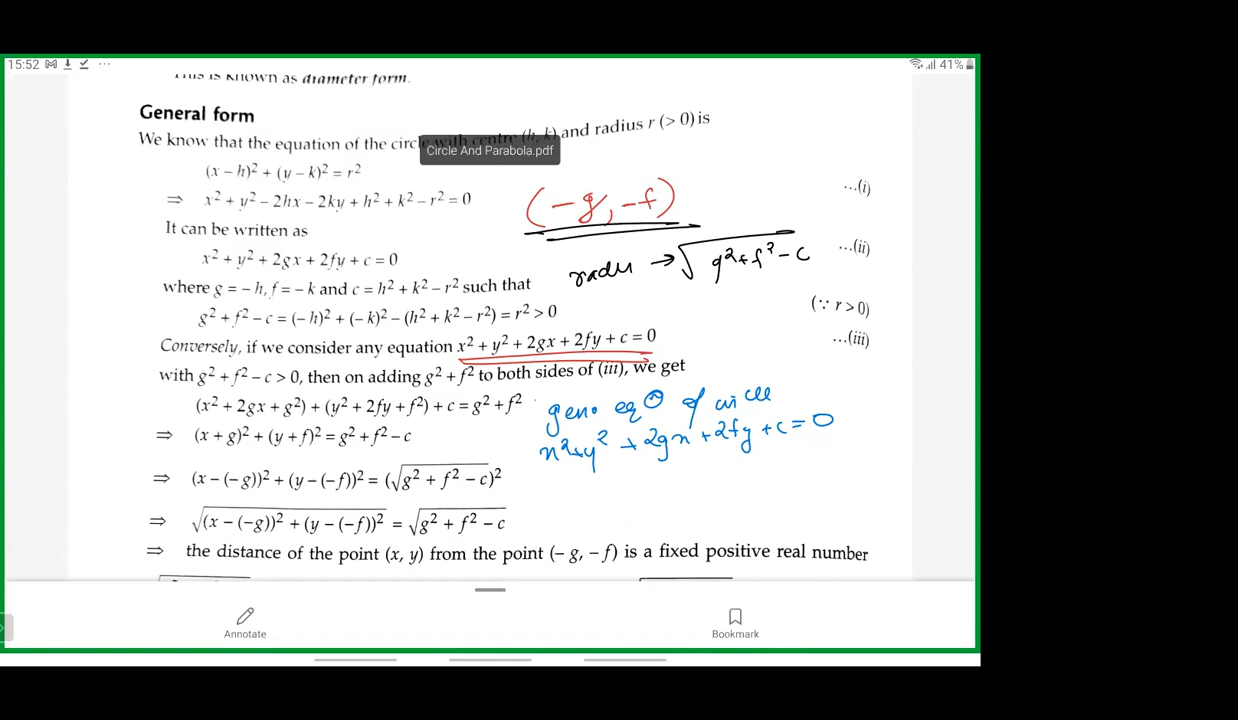 15:52 M 41%
This is known as diameter form.
General form
We know that the equation of the circle with centre (h, k) and radius r (> 0) is
Circle And Parabola.pdf
(x − h)² + (y − k)² = r² ...(i)
⇒ x² + y² − 2hx − 2ky + h² + k² − r² = 0
(−g, −f)
It can be written as
x² + y² + 2gx + 2fy + c = 0 ...(ii)
radu → √g²+f²−c
where g = − h, f = − k and c = h² + k² − r² such that
g² + f² − c = (− h)² + (− k)² − (h² + k² − r²) = r² > 0 (∵ r > 0)
Conversely, if we consider any equation x² + y² + 2gx + 2fy + c = 0 ...(iii)
with g² + f² − c > 0, then on adding g² + f² to both sides of (iii), we get
(x² + 2gx + g²) + (y² + 2fy + f²) + c = g² + f²
gen. eqⁿ of circle
x²+y² + 2gx + 2fy + c = 0
⇒ (x + g)² + (y + f)² = g² + f² − c
⇒ (x − (−g))² + (y − (−f))² = (√g² + f² − c)²
⇒ √(x − (−g))² + (y − (−f))² = √g² + f² − c
⇒ the distance of the point (x, y) from the point (− g, − f) is a fixed positive real number
Annotate
Bookmark